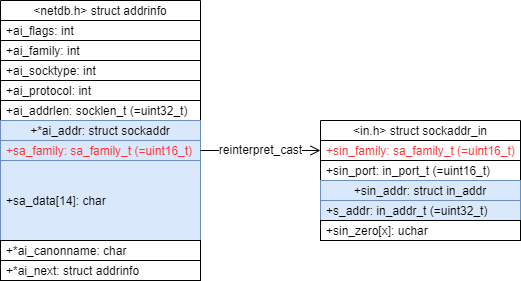 <netdb.h> struct addrinfo
+ai_flags: int
+ai_family: int
+ai_socktype: int
+ai_protocol: int
+ai_addrlen: socklen_t (=uint32_t)
+*ai_addr: struct sockaddr
+sa_family: sa_family_t (=uint16_t)
+sa_data[14]: char
+*ai_canonname: char
+*ai_next: struct addrinfo
reinterpret_cast
<in.h> struct sockaddr_in
+sin_family: sa_family_t (=uint16_t)
+sin_port: in_port_t (=uint16_t)
+sin_addr: struct in_addr
+s_addr: in_addr_t (=uint32_t)
+sin_zero[x]: uchar